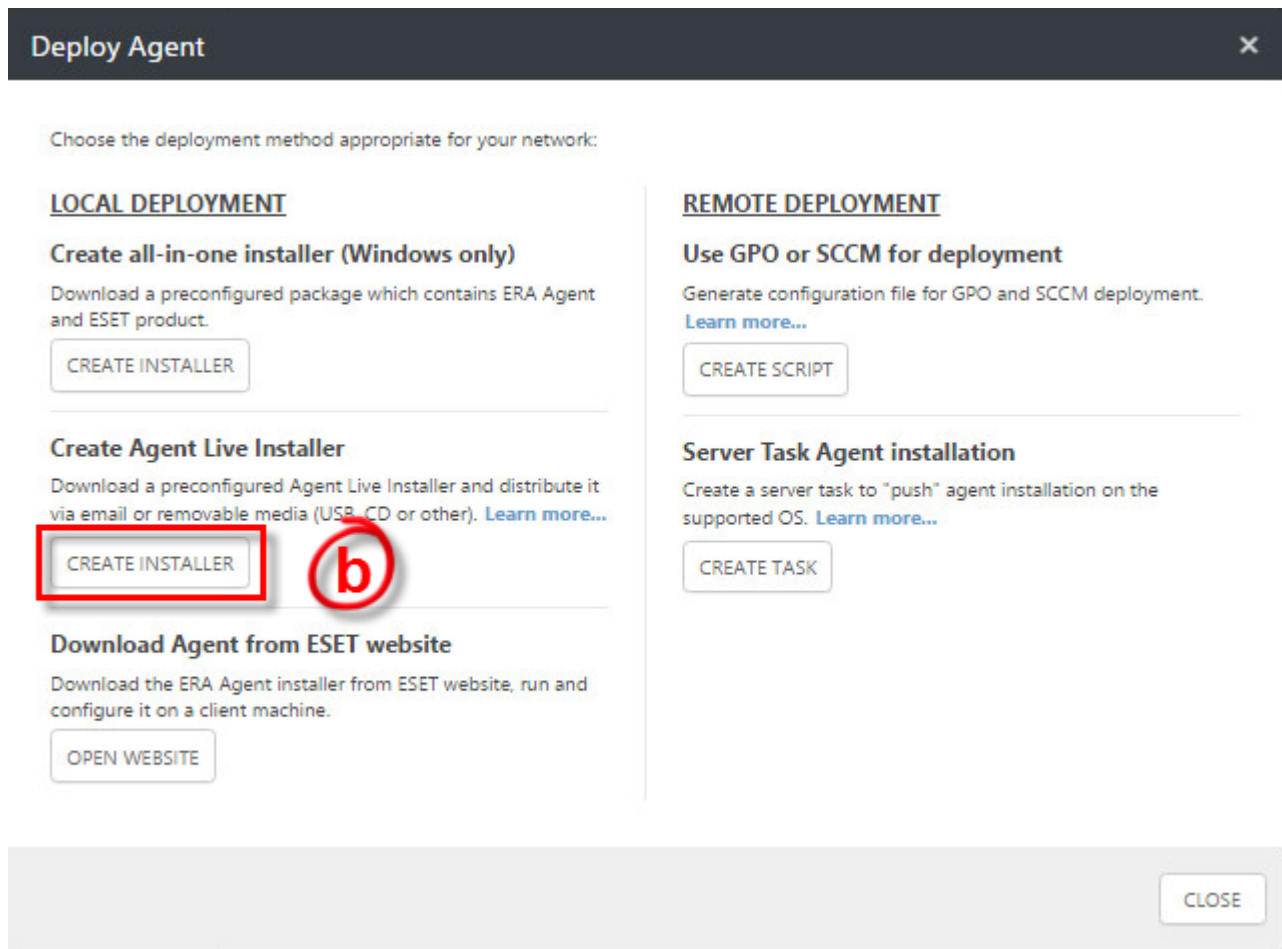 Deploy Agent ×
Choose the deployment method appropriate for your network:
LOCAL DEPLOYMENT
Create all-in-one installer (Windows only)
Download a preconfigured package which contains ERA Agent
and ESET product.
CREATE INSTALLER
Create Agent Live Installer
Download a preconfigured Agent Live Installer and distribute it
via email or removable media (USB, CD or other). Learn more...
CREATE INSTALLER
b
Download Agent from ESET website
Download the ERA Agent installer from ESET website, run and
configure it on a client machine.
OPEN WEBSITE
REMOTE DEPLOYMENT
Use GPO or SCCM for deployment
Generate configuration file for GPO and SCCM deployment.
Learn more...
CREATE SCRIPT
Server Task Agent installation
Create a server task to "push" agent installation on the
supported OS. Learn more...
CREATE TASK
CLOSE